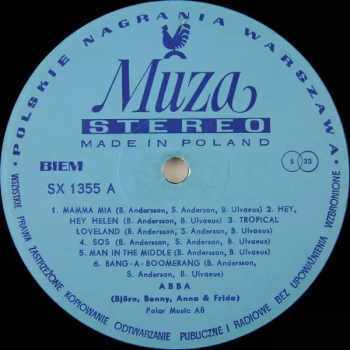 • POLSKIE NAGRANIA WARSZAWA •
Muza
STEREO
MADE IN POLAND
BIEM
S 33
SX 1355 A
1. MAMMA MIA (B. Andersson, S. Anderson, B. Ulvaeus) 2. HEY,
HEY HELEN (B. Andersson, B. Ulvaeus) 3. TROPICAL
LOVELAND (B. Andersson, S. Anderson, B. Ulvaeus)
4. SOS (B. Andersson, S. Anderson, B. Ulvaeus)
5. MAN IN THE MIDDLE (B. Andersson, B. Ulvaeus)
6. BANG-A-BOOMERANG (B. Andersson,
S. Anderson, B. Ulvaeus)
ABBA
(Björn, Benny, Anna & Frida)
Polar Music AB
WSZYSTKIE PRAWA ZASTRZEŻONE KOPIOWANIE ODTWARZANIE PUBLICZNE I RADIOWE BEZ UPOWAŻNIENIA WZBRONIONE